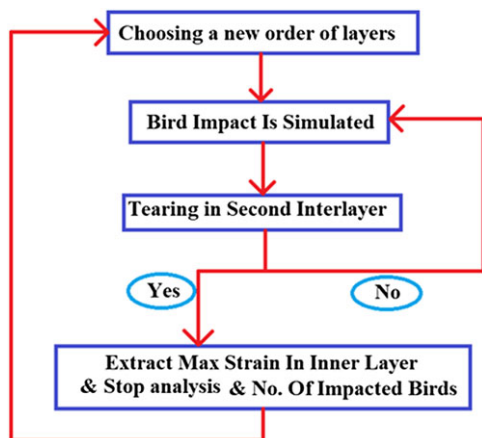 Choosing a new order of layers
Bird Impact Is Simulated
Tearing in Second Interlayer
Yes
No
Extract Max Strain In Inner Layer
& Stop analysis & No. Of Impacted Birds